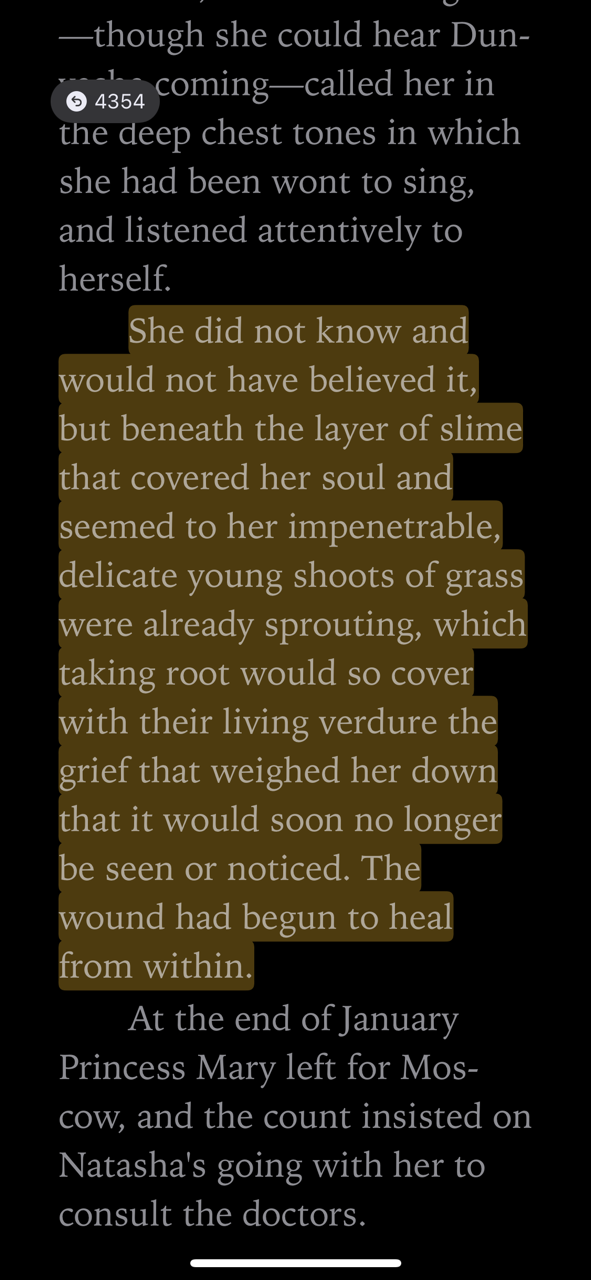 —though she could hear Dun-
coming—called her in
4354
the deep chest tones in which
she had been wont to sing,
and listened attentively to
herself.
She did not know and
would not have believed it,
but beneath the layer of slime
that covered her soul and
seemed to her impenetrable,
delicate young shoots of grass
were already sprouting, which
taking root would so cover
with their living verdure the
grief that weighed her down
that it would soon no longer
be seen or noticed. The
wound had begun to heal
from within.
At the end of January
Princess Mary left for Mos-
cow, and the count insisted on
Natasha's going with her to
consult the doctors.